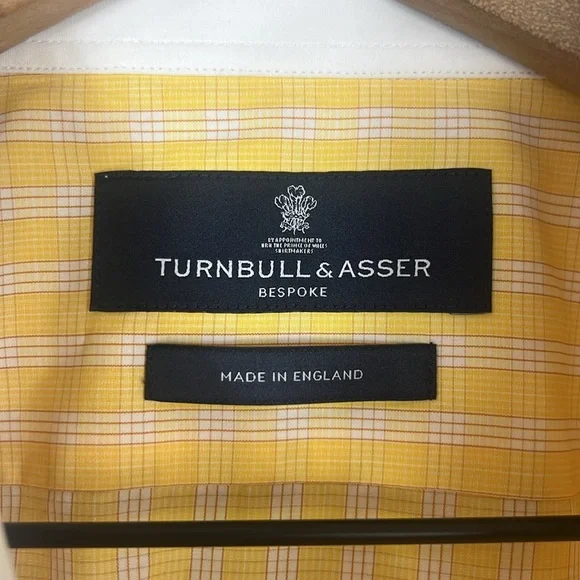 BY APPOINTMENT TO
HRH THE PRINCE OF WALES
SHIRTMAKERS
TURNBULL & ASSER
BESPOKE
MADE IN ENGLAND